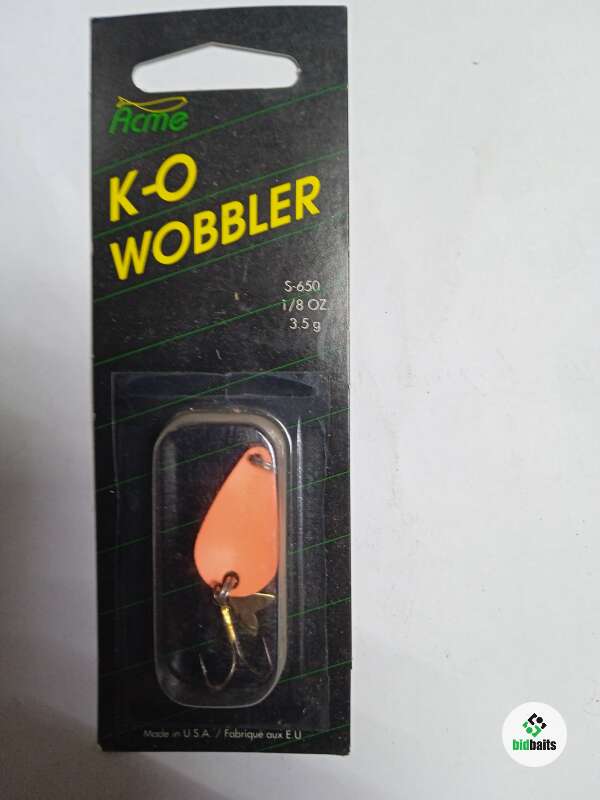 Acme
K-O
WOBBLER
S-650
1/8 OZ.
3.5 g
Made in U.S.A. / Fabriqué aux E.U.
bidbaits